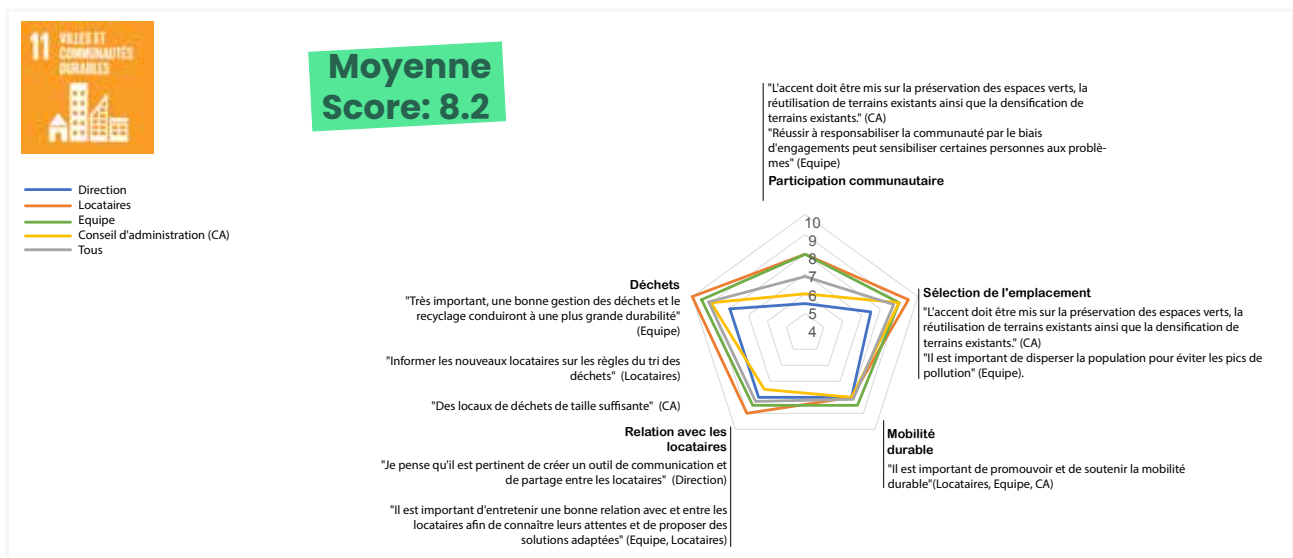 11 VILLES ET
COMMUNAUTÉS
DURABLES
Moyenne
Score: 8.2
Direction
Locataires
Equipe
Conseil d'administration (CA)
Tous
"L'accent doit être mis sur la préservation des espaces verts, la
réutilisation de terrains existants ainsi que la densification de
terrains existants." (CA)
"Réussir à responsabiliser la communauté par le biais
d'engagements peut sensibiliser certaines personnes aux problè-
mes" (Equipe)
Participation communautaire
10
9
8
7
6
5
4
Déchets
"Très important, une bonne gestion des déchets et le
recyclage conduiront à une plus grande durabilité"
(Equipe)
"Informer les nouveaux locataires sur les règles du tri des
déchets" (Locataires)
"Des locaux de déchets de taille suffisante" (CA)
Sélection de l'emplacement
"L'accent doit être mis sur la préservation des espaces verts, la
réutilisation de terrains existants ainsi que la densification de
terrains existants." (CA)
"Il est important de disperser la population pour éviter les pics de
pollution" (Equipe).
Relation avec les
locataires
"Je pense qu'il est pertinent de créer un outil de communication et
de partage entre les locataires" (Direction)
"Il est important d'entretenir une bonne relation avec et entre les
locataires afin de connaître leurs attentes et de proposer des
solutions adaptées" (Equipe, Locataires)
Mobilité
durable
"Il est important de promouvoir et de soutenir la mobilité
durable"(Locataires, Equipe, CA)